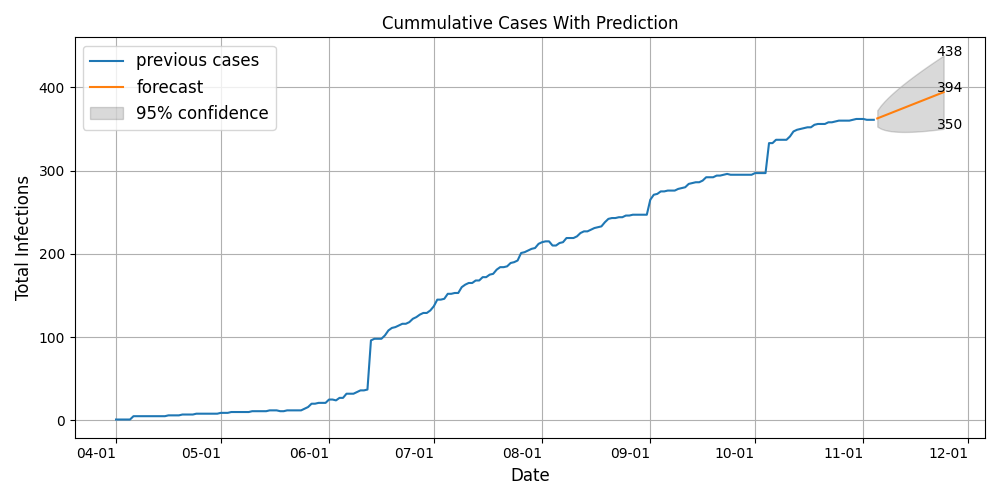 Cummulative Cases With Prediction
previous cases
forecast
95% confidence
438
394
350
400
300
200
100
0
Total Infections
04-01 05-01 06-01 07-01 08-01 09-01 10-01 11-01 12-01
Date